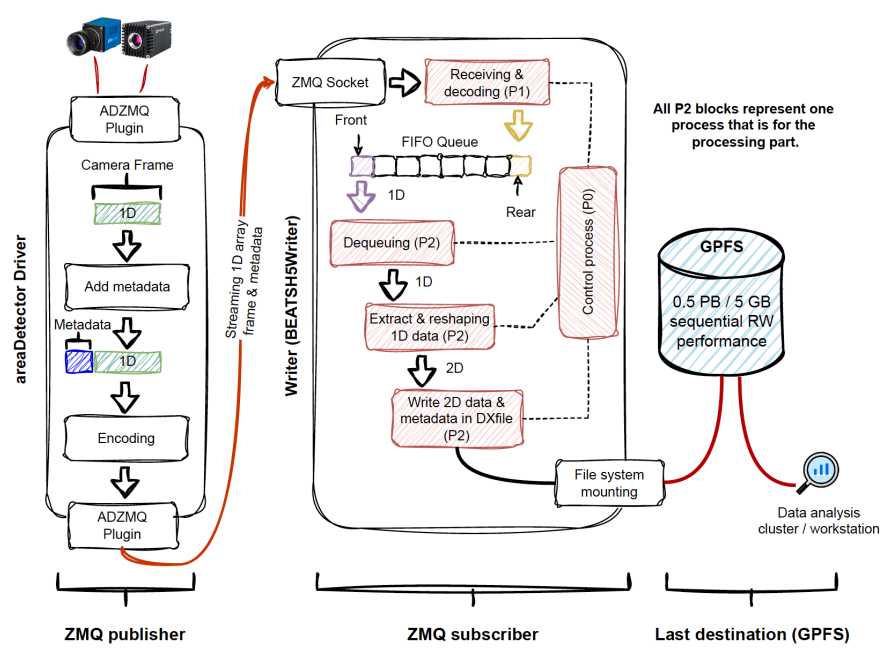 ADZMQ
Plugin
Camera Frame
1D
Add metadata
Metadata
1D
Encoding
ADZMQ
Plugin
areaDetector Driver
ZMQ publisher
Streaming 1D array
frame & metadata
Writer (BEATSH5Writer)
ZMQ Socket
Receiving &
decoding (P1)
Front
FIFO Queue
1D
Rear
Dequeuing (P2)
1D
Extract & reshaping
1D data (P2)
2D
Write 2D data &
metadata in DXfile
(P2)
Control process (P0)
File system
mounting
ZMQ subscriber
All P2 blocks represent one
process that is for the
processing part.
GPFS
0.5 PB / 5 GB
sequential RW
performance
Data analysis
cluster / workstation
Last destination (GPFS)